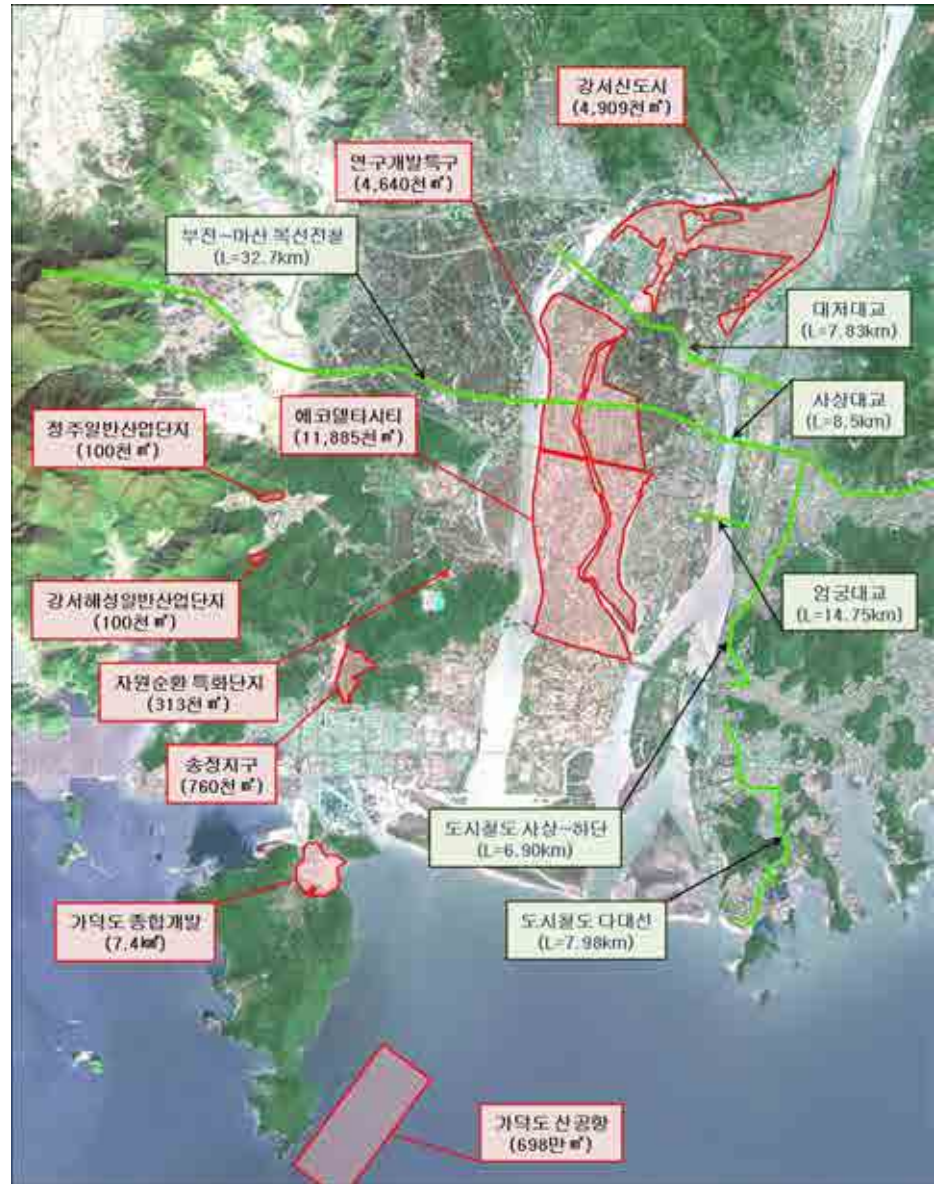 강서신도시
(4,909천㎡)
연구개발특구
(4,640천㎡)
부전~마산 복선전철
(L=32.7km)
대저대교
(L=7.83km)
에코델타시티
(11,885천㎡)
사상대교
(L=8.5km)
정주일반산업단지
(100천㎡)
강서해성일반산업단지
(100천㎡)
엄궁대교
(L=14.75km)
자원순환 특화단지
(313천㎡)
송정지구
(760천㎡)
도시철도 사상~하단
(L=6.90km)
가덕도 종합개발
(7.4㎢)
도시철도 다대선
(L=7.98km)
가덕도 신공항
(698만㎡)